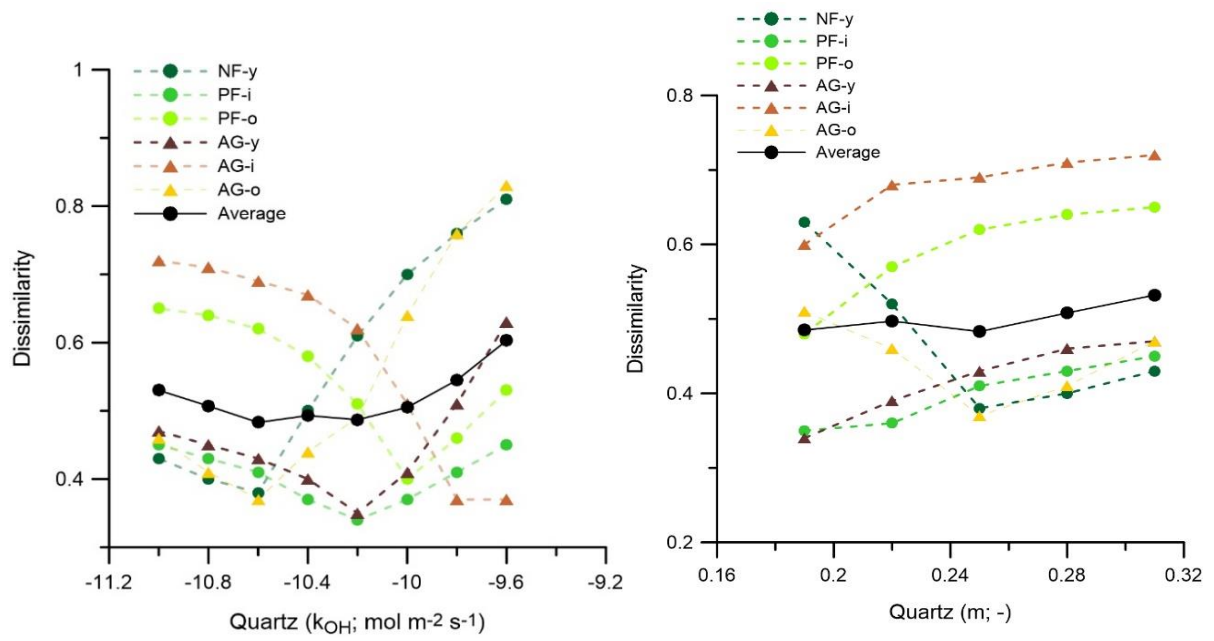 NF-y
PF-i
PF-o
AG-y
AG-i
AG-o
Average
1
0.8
0.6
0.4
Dissimilarity
-11.2
-10.8
-10.4
-10
-9.6
-9.2
Quartz (kOH; mol m-2 s-1)
NF-y
PF-i
PF-o
AG-y
AG-i
AG-o
Average
0.8
0.6
0.4
0.2
Dissimilarity
0.16
0.2
0.24
0.28
0.32
Quartz (m; -)